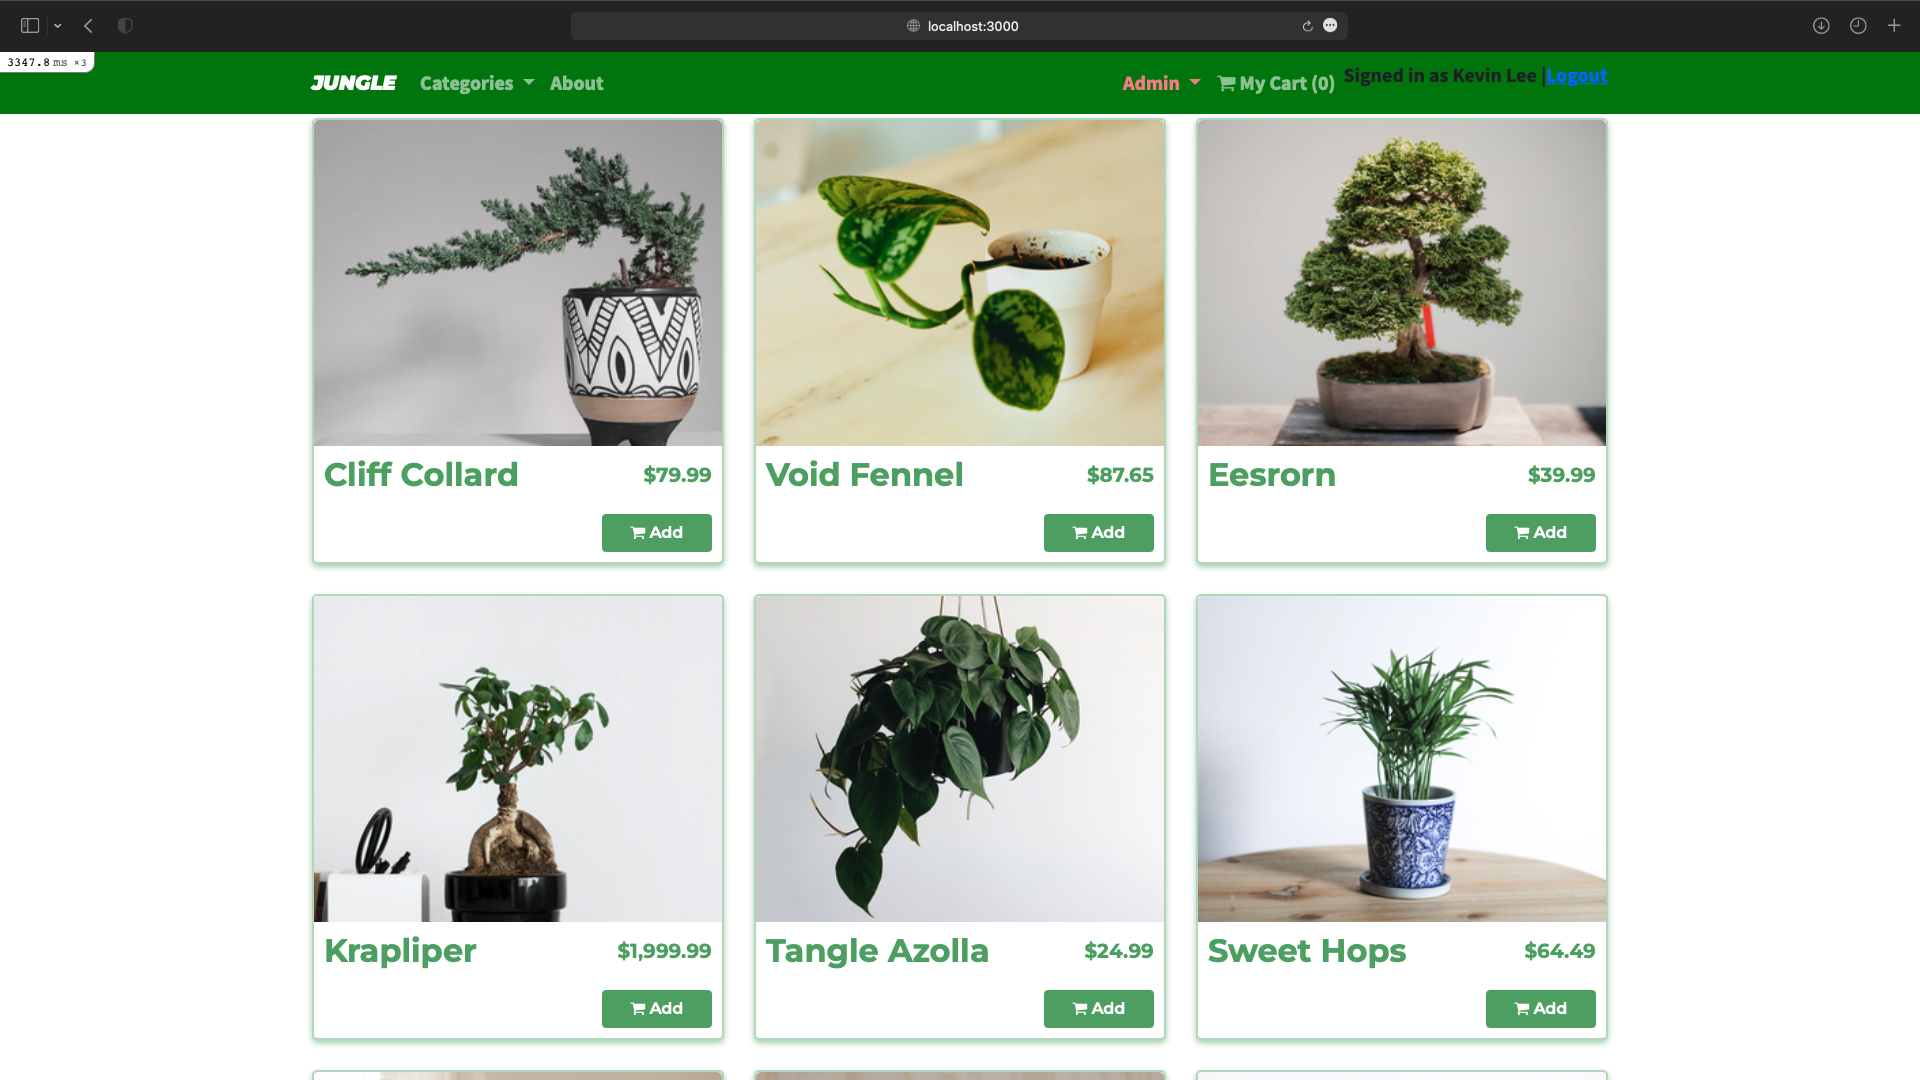 localhost:3000
3347.8 ms ×3
JUNGLE Categories About Admin My Cart (0) Signed in as Kevin Lee |Logout
Cliff Collard $79.99
Add
Void Fennel $87.65
Add
Eesrorn $39.99
Add
Krapliper $1,999.99
Add
Tangle Azolla $24.99
Add
Sweet Hops $64.49
Add